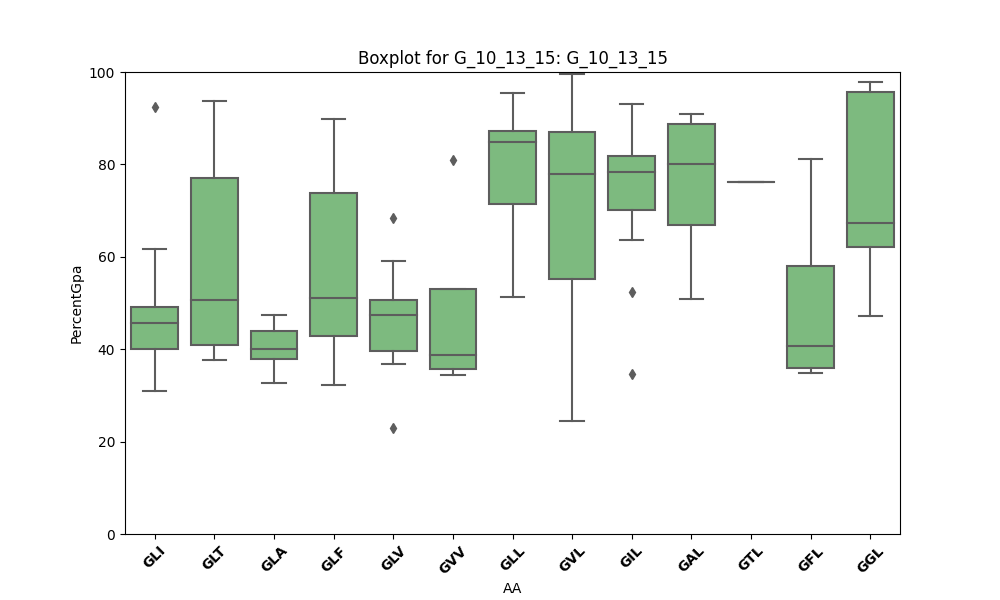 Boxplot for G_10_13_15: G_10_13_15
100
80
60
40
20
0
PercentGpa
GLI GLT GLA GLF GLV GVV GLL GVL GIL GAL GTL GFL GGL
AA